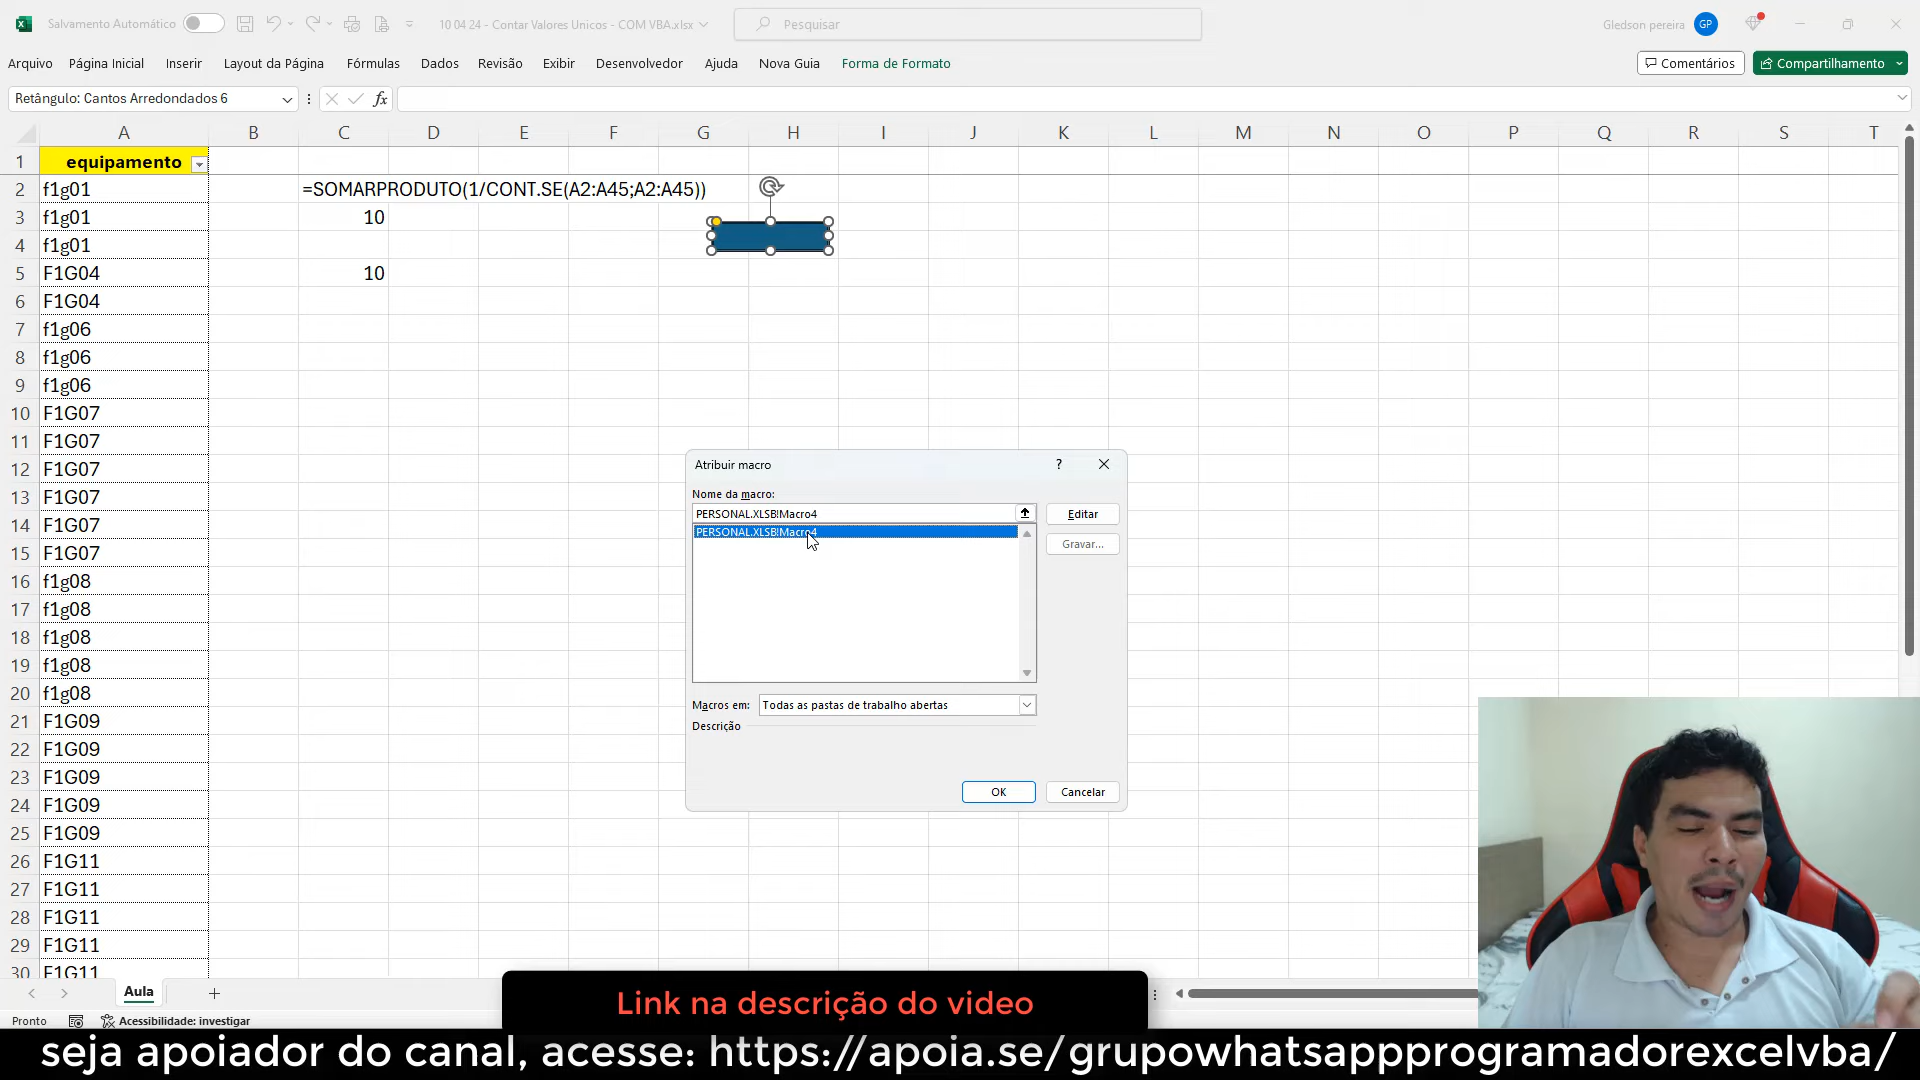 Salvamento Automático
10 04 24 - Contar Valores Unicos - COM VBA.xlsx
Pesquisar
Gledson pereira
GP
Arquivo Página Inicial Inserir Layout da Página Fórmulas Dados Revisão Exibir Desenvolvedor Ajuda Nova Guia Forma de Formato
Comentários
Compartilhamento
Retângulo: Cantos Arredondados 6
fx
A B C D E F G H I J K L M N O P Q R S T
1 equipamento
2 f1g01 =SOMARPRODUTO(1/CONT.SE(A2:A45;A2:A45))
3 f1g01 10
4 f1g01
5 F1G04 10
6 F1G04
7 f1g06
8 f1g06
9 f1g06
10 F1G07
11 F1G07
12 F1G07
13 F1G07
14 F1G07
15 F1G07
16 f1g08
17 f1g08
18 f1g08
19 f1g08
20 f1g08
21 F1G09
22 F1G09
23 F1G09
24 F1G09
25 F1G09
26 F1G11
27 F1G11
28 F1G11
29 F1G11
30 F1G11
Atribuir macro
?
Nome da macro:
PERSONAL.XLSB!Macro4
PERSONAL.XLSB!Macro4
Editar
Gravar...
Macros em: Todas as pastas de trabalho abertas
Descrição
OK
Cancelar
Aula
Pronto
Acessibilidade: investigar
Link na descrição do video
seja apoiador do canal, acesse: https://apoia.se/grupowhatsappprogramadorexcelvba/